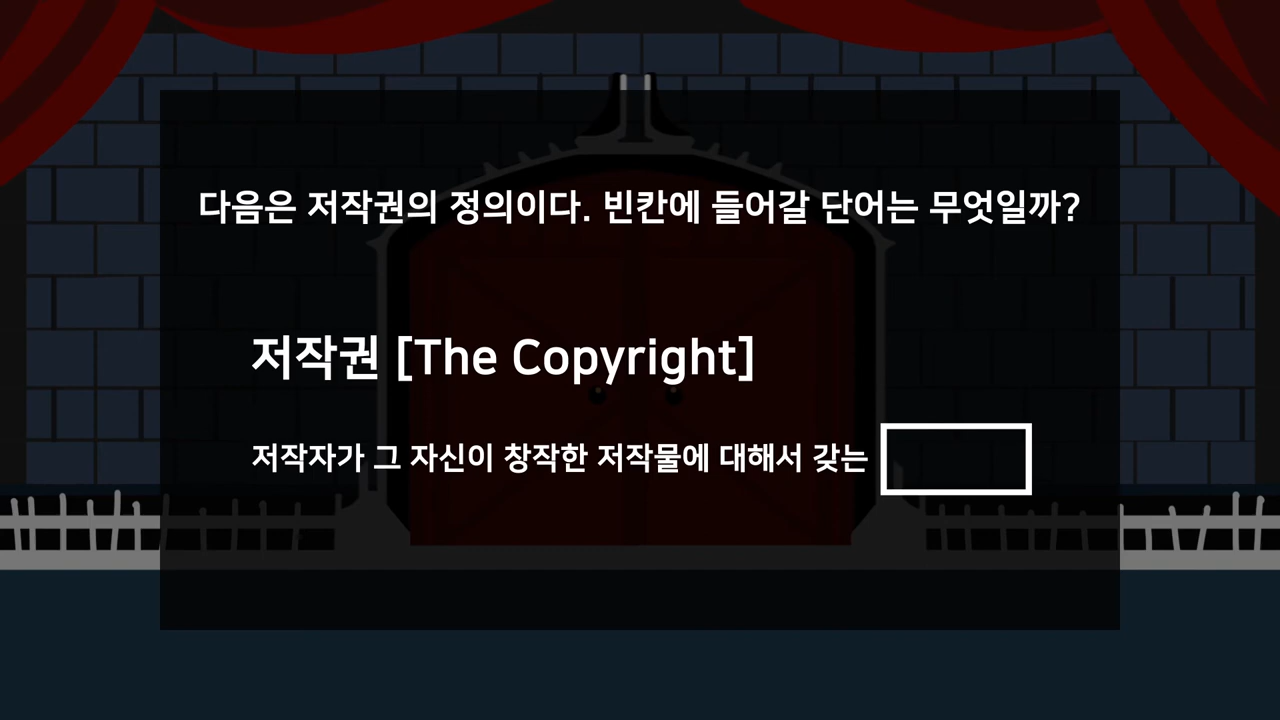 다음은 저작권의 정의이다. 빈칸에 들어갈 단어는 무엇일까?
저작권 [The Copyright]
저작자가 그 자신이 창작한 저작물에 대해서 갖는